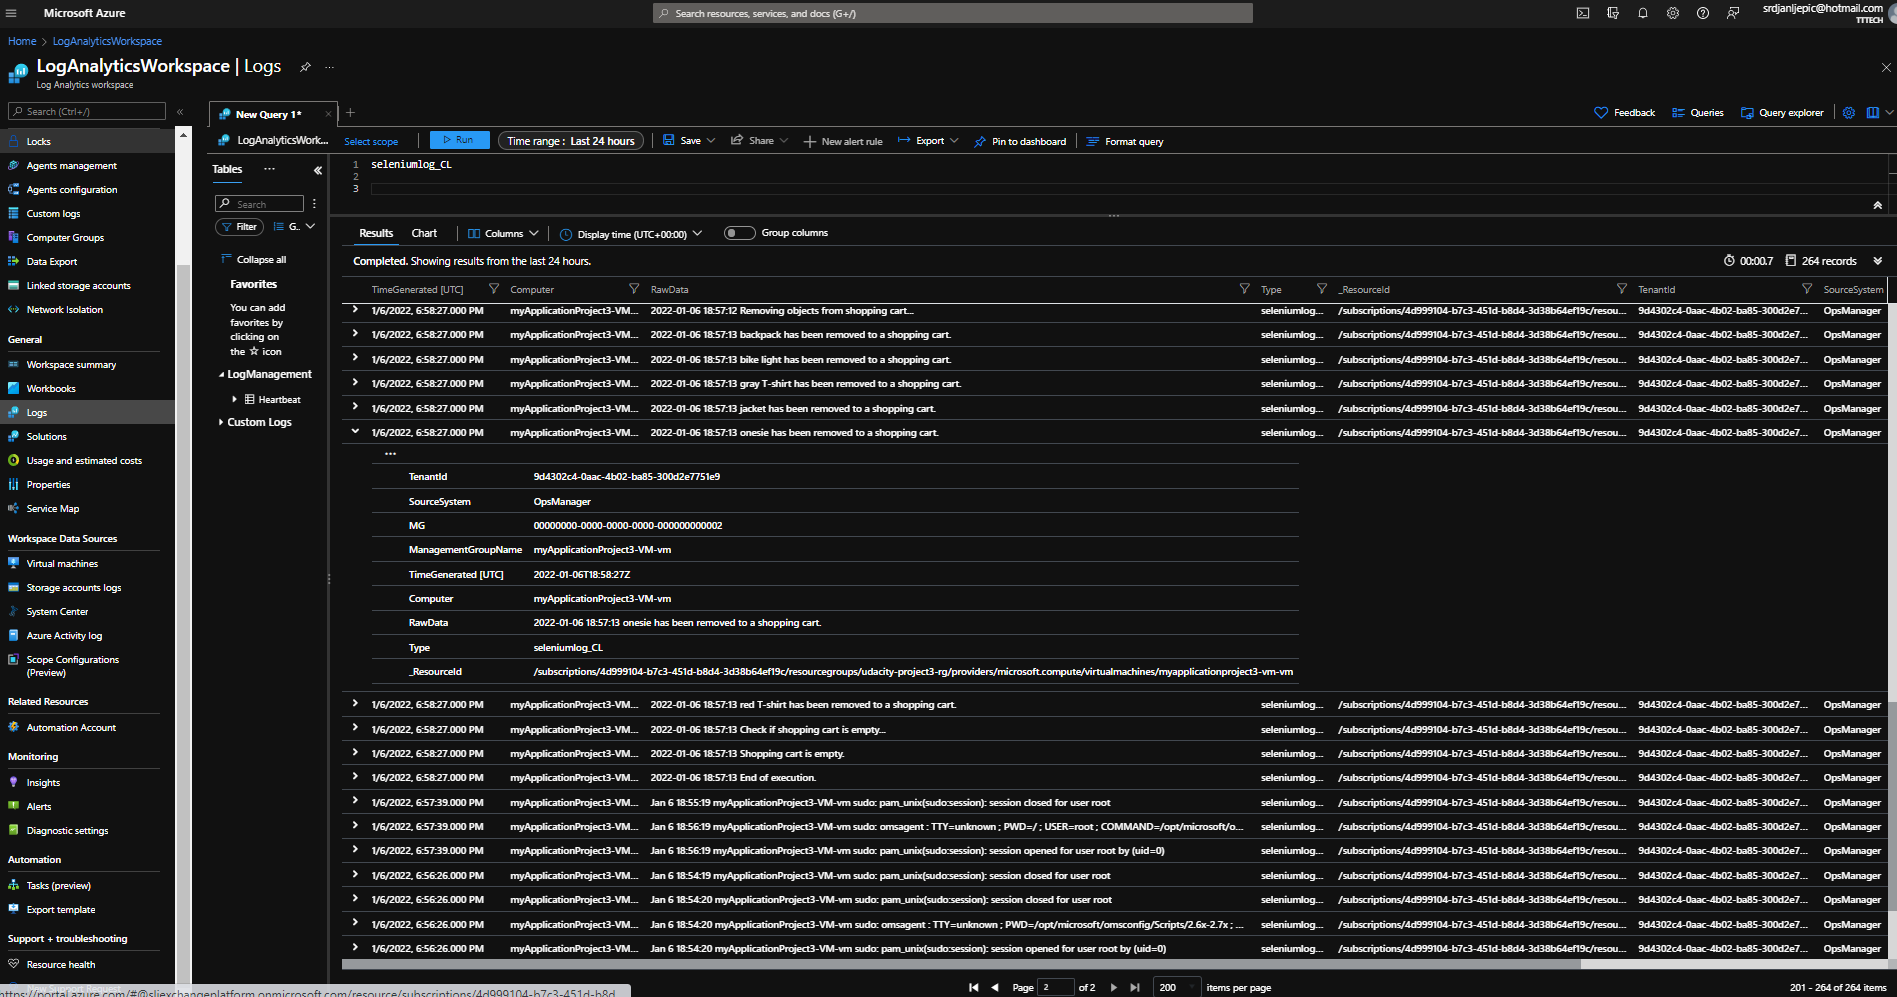 Microsoft Azure
Search resources, services, and docs (G+/)
srdjanljepic@hotmail.com
TTTECH
Home > LogAnalyticsWorkspace
LogAnalyticsWorkspace | Logs
Log Analytics workspace
Search (Ctrl+/)
Locks
Agents management
Agents configuration
Custom logs
Computer Groups
Data Export
Linked storage accounts
Network Isolation
General
Workspace summary
Workbooks
Logs
Solutions
Usage and estimated costs
Properties
Service Map
Workspace Data Sources
Virtual machines
Storage accounts logs
System Center
Azure Activity log
Scope Configurations
(Preview)
Related Resources
Automation Account
Monitoring
Insights
Alerts
Diagnostic settings
Automation
Tasks (preview)
Export template
Support + troubleshooting
Resource health
New Support Request
https://portal.azure.com/#@sljexchangeplatform.onmicrosoft.com/resource/subscriptions/4d999104-b7c3-451d-b8d...
New Query 1*
Feedback
Queries
Query explorer
LogAnalyticsWork...
Select scope
Run
Time range : Last 24 hours
Save
Share
New alert rule
Export
Pin to dashboard
Format query
Tables
Search
Filter
G..
Collapse all
Favorites
You can add
favorites by
clicking on
the ☆ icon
LogManagement
Heartbeat
Custom Logs
1 seleniumlog_CL
2
3
Results Chart Columns Display time (UTC+00:00) Group columns
Completed. Showing results from the last 24 hours.
00:00.7 264 records
TimeGenerated [UTC] Computer RawData Type _ResourceId TenantId SourceSystem
1/6/2022, 6:58:27.000 PM myApplicationProject3-VM... 2022-01-06 18:57:12 Removing objects from shopping cart... seleniumlog... /subscriptions/4d999104-b7c3-451d-b8d4-3d38b64ef19c/resou... 9d4302c4-0aac-4b02-ba85-300d2e7... OpsManager
1/6/2022, 6:58:27.000 PM myApplicationProject3-VM... 2022-01-06 18:57:13 backpack has been removed to a shopping cart. seleniumlog... /subscriptions/4d999104-b7c3-451d-b8d4-3d38b64ef19c/resou... 9d4302c4-0aac-4b02-ba85-300d2e7... OpsManager
1/6/2022, 6:58:27.000 PM myApplicationProject3-VM... 2022-01-06 18:57:13 bike light has been removed to a shopping cart. seleniumlog... /subscriptions/4d999104-b7c3-451d-b8d4-3d38b64ef19c/resou... 9d4302c4-0aac-4b02-ba85-300d2e7... OpsManager
1/6/2022, 6:58:27.000 PM myApplicationProject3-VM... 2022-01-06 18:57:13 gray T-shirt has been removed to a shopping cart. seleniumlog... /subscriptions/4d999104-b7c3-451d-b8d4-3d38b64ef19c/resou... 9d4302c4-0aac-4b02-ba85-300d2e7... OpsManager
1/6/2022, 6:58:27.000 PM myApplicationProject3-VM... 2022-01-06 18:57:13 jacket has been removed to a shopping cart. seleniumlog... /subscriptions/4d999104-b7c3-451d-b8d4-3d38b64ef19c/resou... 9d4302c4-0aac-4b02-ba85-300d2e7... OpsManager
1/6/2022, 6:58:27.000 PM myApplicationProject3-VM... 2022-01-06 18:57:13 onesie has been removed to a shopping cart. seleniumlog... /subscriptions/4d999104-b7c3-451d-b8d4-3d38b64ef19c/resou... 9d4302c4-0aac-4b02-ba85-300d2e7... OpsManager
...
TenantId 9d4302c4-0aac-4b02-ba85-300d2e7751e9
SourceSystem OpsManager
MG 00000000-0000-0000-0000-000000000002
ManagementGroupName myApplicationProject3-VM-vm
TimeGenerated [UTC] 2022-01-06T18:58:27Z
Computer myApplicationProject3-VM-vm
RawData 2022-01-06 18:57:13 onesie has been removed to a shopping cart.
Type seleniumlog_CL
_ResourceId /subscriptions/4d999104-b7c3-451d-b8d4-3d38b64ef19c/resourcegroups/udacity-project3-rg/providers/microsoft.compute/virtualmachines/myapplicationproject3-vm-vm
1/6/2022, 6:58:27.000 PM myApplicationProject3-VM... 2022-01-06 18:57:13 red T-shirt has been removed to a shopping cart. seleniumlog... /subscriptions/4d999104-b7c3-451d-b8d4-3d38b64ef19c/resou... 9d4302c4-0aac-4b02-ba85-300d2e7... OpsManager
1/6/2022, 6:58:27.000 PM myApplicationProject3-VM... 2022-01-06 18:57:13 Check if shopping cart is empty... seleniumlog... /subscriptions/4d999104-b7c3-451d-b8d4-3d38b64ef19c/resou... 9d4302c4-0aac-4b02-ba85-300d2e7... OpsManager
1/6/2022, 6:58:27.000 PM myApplicationProject3-VM... 2022-01-06 18:57:13 Shopping cart is empty. seleniumlog... /subscriptions/4d999104-b7c3-451d-b8d4-3d38b64ef19c/resou... 9d4302c4-0aac-4b02-ba85-300d2e7... OpsManager
1/6/2022, 6:58:27.000 PM myApplicationProject3-VM... 2022-01-06 18:57:13 End of execution. seleniumlog... /subscriptions/4d999104-b7c3-451d-b8d4-3d38b64ef19c/resou... 9d4302c4-0aac-4b02-ba85-300d2e7... OpsManager
1/6/2022, 6:57:39.000 PM myApplicationProject3-VM... Jan 6 18:55:19 myApplicationProject3-VM-vm sudo: pam_unix(sudo:session): session closed for user root seleniumlog... /subscriptions/4d999104-b7c3-451d-b8d4-3d38b64ef19c/resou... 9d4302c4-0aac-4b02-ba85-300d2e7... OpsManager
1/6/2022, 6:57:39.000 PM myApplicationProject3-VM... Jan 6 18:56:19 myApplicationProject3-VM-vm sudo: omsagent : TTY=unknown ; PWD=/ ; USER=root ; COMMAND=/opt/microsoft/o... seleniumlog... /subscriptions/4d999104-b7c3-451d-b8d4-3d38b64ef19c/resou... 9d4302c4-0aac-4b02-ba85-300d2e7... OpsManager
1/6/2022, 6:57:39.000 PM myApplicationProject3-VM... Jan 6 18:56:19 myApplicationProject3-VM-vm sudo: pam_unix(sudo:session): session opened for user root by (uid=0) seleniumlog... /subscriptions/4d999104-b7c3-451d-b8d4-3d38b64ef19c/resou... 9d4302c4-0aac-4b02-ba85-300d2e7... OpsManager
1/6/2022, 6:56:26.000 PM myApplicationProject3-VM... Jan 6 18:54:19 myApplicationProject3-VM-vm sudo: pam_unix(sudo:session): session closed for user root seleniumlog... /subscriptions/4d999104-b7c3-451d-b8d4-3d38b64ef19c/resou... 9d4302c4-0aac-4b02-ba85-300d2e7... OpsManager
1/6/2022, 6:56:26.000 PM myApplicationProject3-VM... Jan 6 18:54:20 myApplicationProject3-VM-vm sudo: pam_unix(sudo:session): session closed for user root seleniumlog... /subscriptions/4d999104-b7c3-451d-b8d4-3d38b64ef19c/resou... 9d4302c4-0aac-4b02-ba85-300d2e7... OpsManager
1/6/2022, 6:56:26.000 PM myApplicationProject3-VM... Jan 6 18:54:20 myApplicationProject3-VM-vm sudo: omsagent : TTY=unknown ; PWD=/opt/microsoft/omsconfig/Scripts/2.6x-2.7x ; ... seleniumlog... /subscriptions/4d999104-b7c3-451d-b8d4-3d38b64ef19c/resou... 9d4302c4-0aac-4b02-ba85-300d2e7... OpsManager
1/6/2022, 6:56:26.000 PM myApplicationProject3-VM... Jan 6 18:54:20 myApplicationProject3-VM-vm sudo: pam_unix(sudo:session): session opened for user root by (uid=0) seleniumlog... /subscriptions/4d999104-b7c3-451d-b8d4-3d38b64ef19c/resou... 9d4302c4-0aac-4b02-ba85-300d2e7... OpsManager
Page 2 of 2 200 items per page
201 - 264 of 264 items